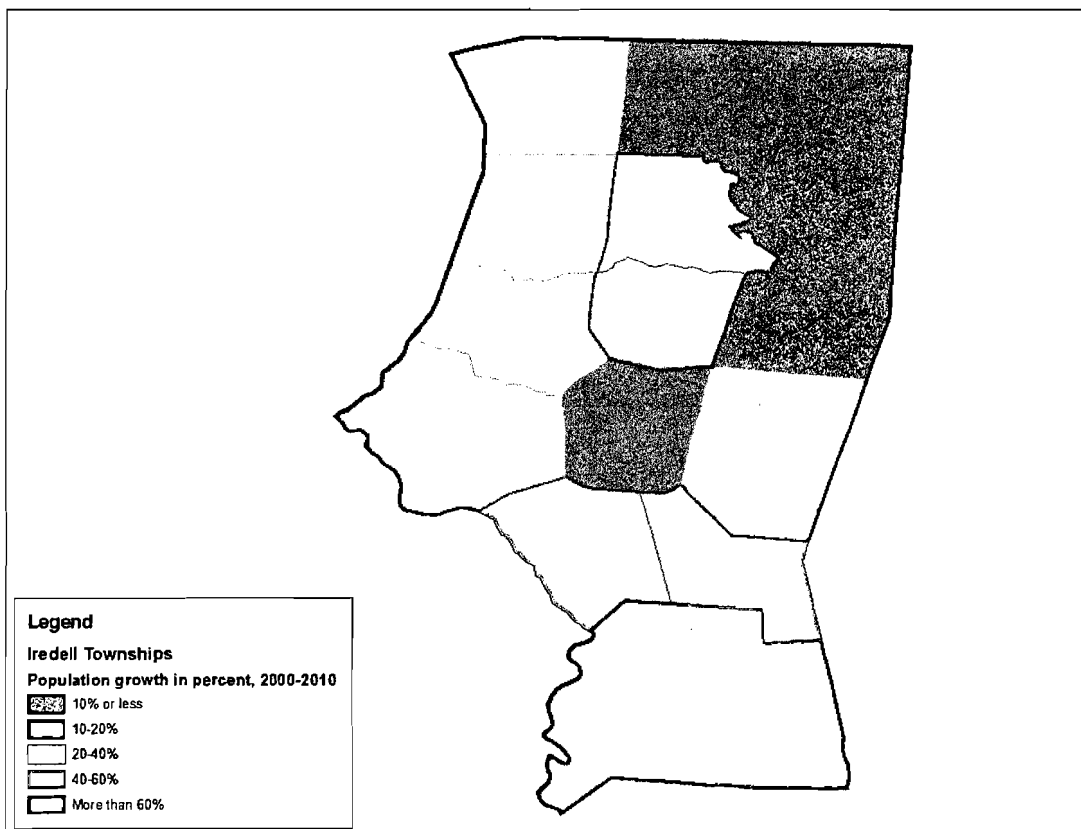 Legend
Iredell Townships
Population growth in percent, 2000-2010
10% or less
10-20%
20-40%
40-60%
More than 60%